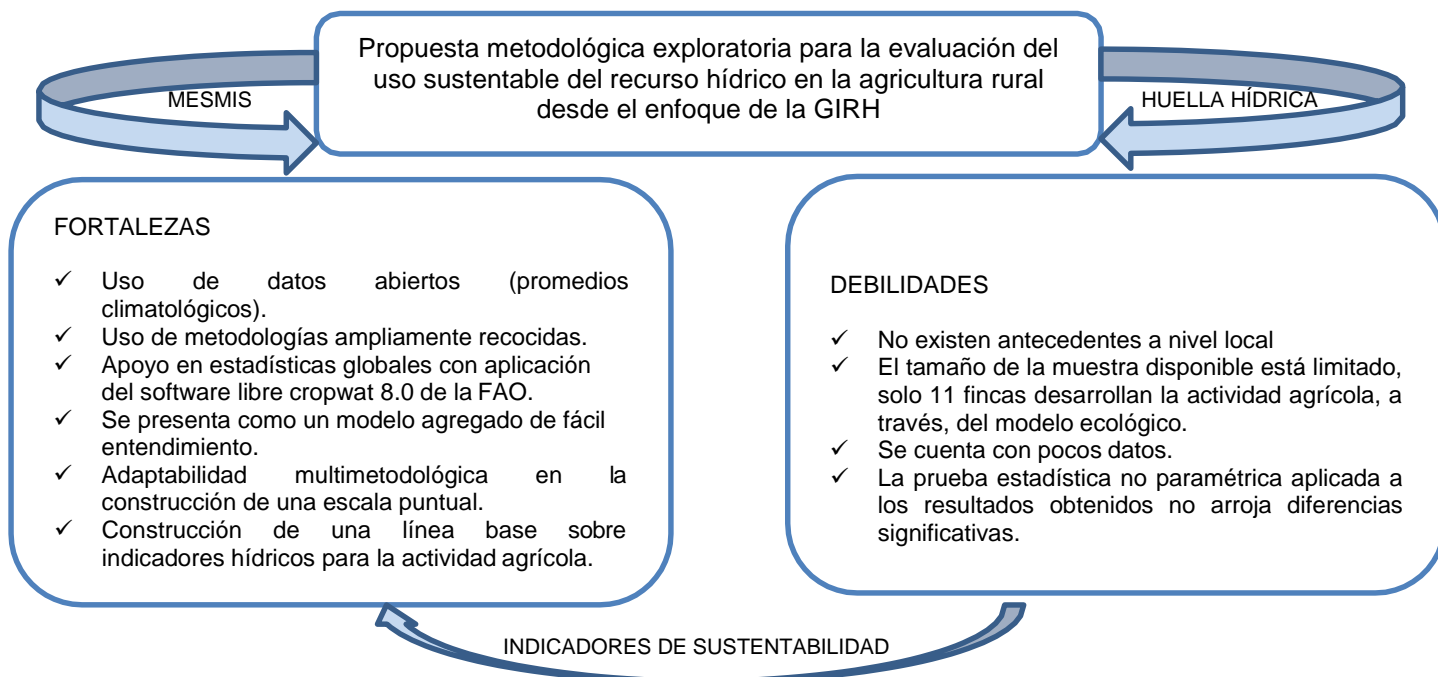 Propuesta metodológica exploratoria para la evaluación del
uso sustentable del recurso hídrico en la agricultura rural
desde el enfoque de la GIRH
MESMIS
HUELLA HÍDRICA
FORTALEZAS
✓ Uso de datos abiertos (promedios
climatológicos).
✓ Uso de metodologías ampliamente recocidas.
✓ Apoyo en estadísticas globales con aplicación
del software libre cropwat 8.0 de la FAO.
✓ Se presenta como un modelo agregado de fácil
entendimiento.
✓ Adaptabilidad multimetodológica en la
construcción de una escala puntual.
✓ Construcción de una línea base sobre
indicadores hídricos para la actividad agrícola.
DEBILIDADES
✓ No existen antecedentes a nivel local
✓ El tamaño de la muestra disponible está limitado,
solo 11 fincas desarrollan la actividad agrícola, a
través, del modelo ecológico.
✓ Se cuenta con pocos datos.
✓ La prueba estadística no paramétrica aplicada a
los resultados obtenidos no arroja diferencias
significativas.
INDICADORES DE SUSTENTABILIDAD